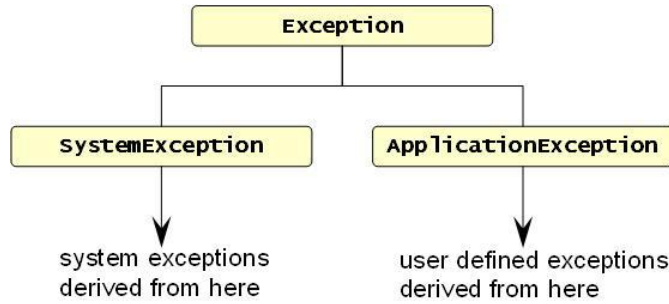 Exception
SystemException
ApplicationException
system exceptions
derived from here
user defined exceptions
derived from here